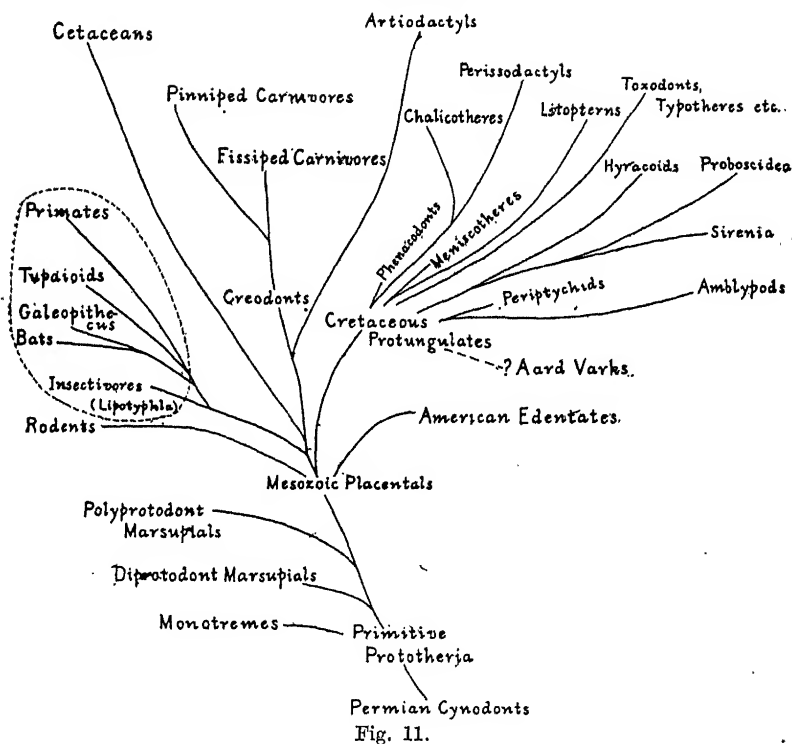 Cetaceans
Artiodactyls
Pinniped Carnivores
Perissodactyls
Toxodonts,
Typotheres etc..
Chalicotheres
Litopterns
Fissiped Carnivores
Hyracoids
Proboscidea
Primates
Phenacodonts
Meniscotheres
Sirenia
Tupaioids
Creodonts
Periptychids
Amblypods
Galeopithe-
cus
Bats
Cretaceous
Protungulates
?Aard Varks.
Insectivores
(Lipotyphla)
Rodents
American Edentates.
Mesozoic Placentals
Polyprotodont
Marsupials
Diprotodont Marsupials
Monotremes
Primitive
Prototheria
Permian Cynodonts
Fig. 11.